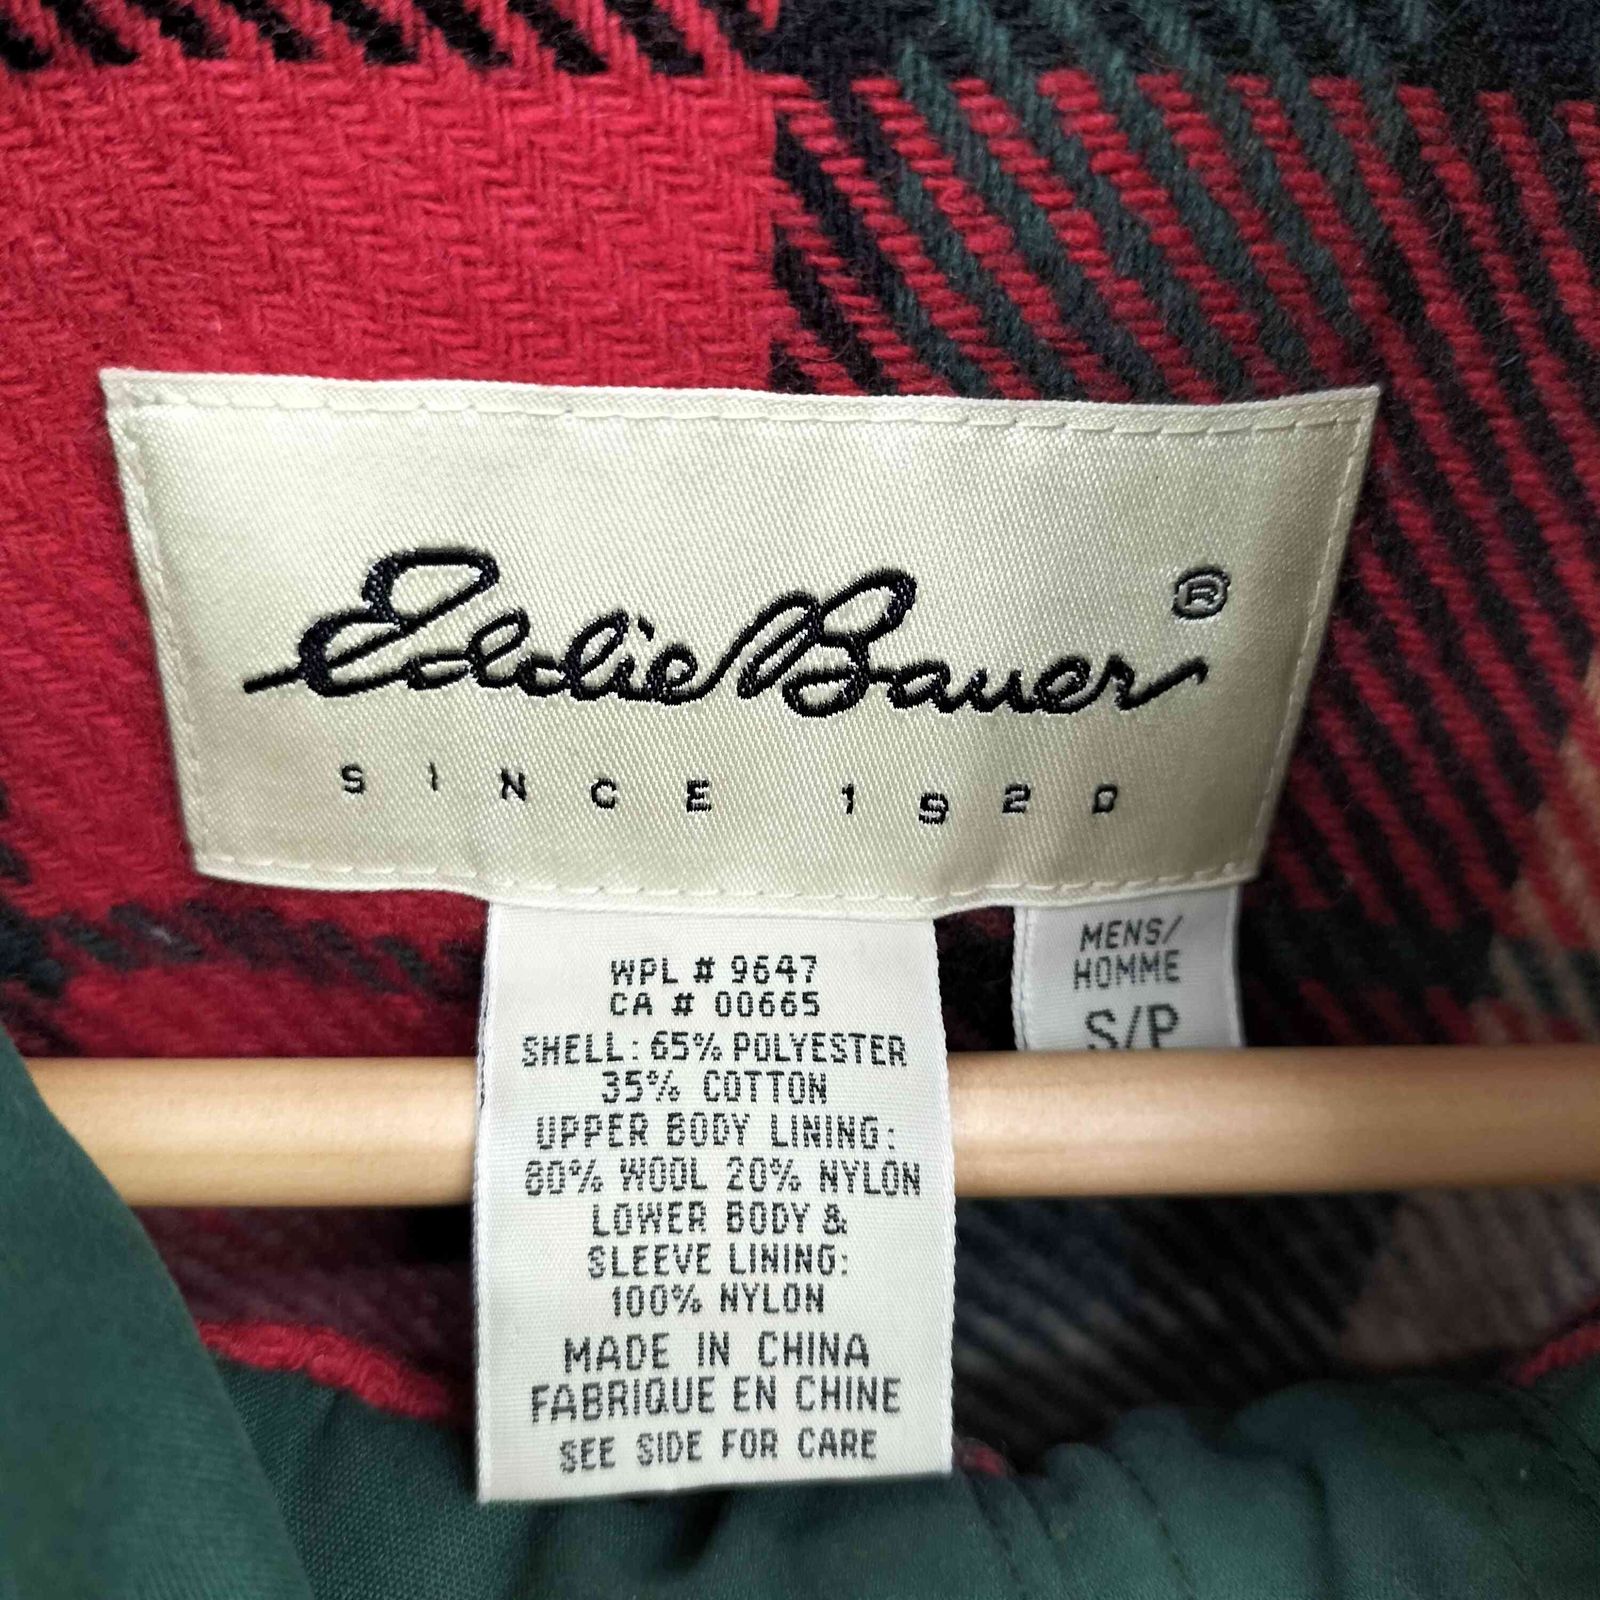 Eddie Bauer ®
SINCE 1920
WPL # 9647
CA # 00665
SHELL: 65% POLYESTER
35% COTTON
UPPER BODY LINING:
80% WOOL 20% NYLON
LOWER BODY &
SLEEVE LINING:
100% NYLON
MADE IN CHINA
FABRIQUE EN CHINE
SEE SIDE FOR CARE
MENS/
HOMME
S/P